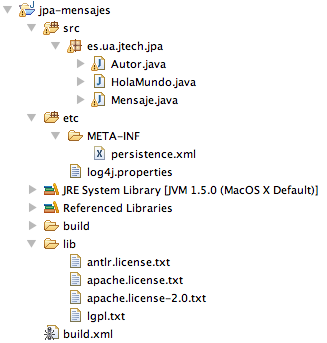 jpa-mensajes
src
es.ua.jtech.jpa
Autor.java
HolaMundo.java
Mensaje.java
etc
META-INF
persistence.xml
log4j.properties
JRE System Library [JVM 1.5.0 (MacOS X Default)]
Referenced Libraries
build
lib
antlr.license.txt
apache.license.txt
apache.license-2.0.txt
lgpl.txt
build.xml